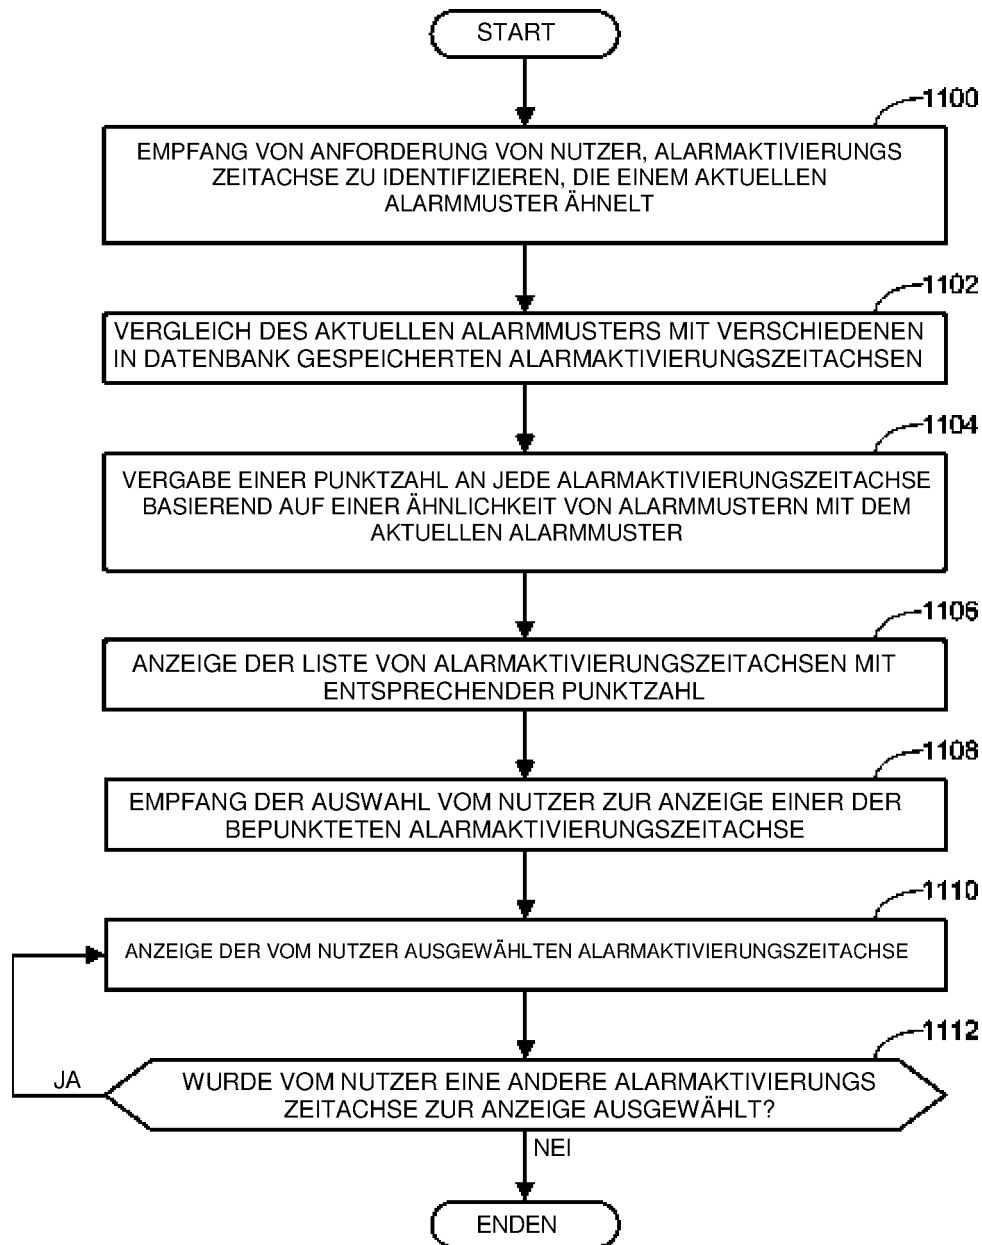 START
1100
EMPFANG VON ANFORDERUNG VON NUTZER, ALARMAKTIVIERUNGS
ZEITACHSE ZU IDENTIFIZIEREN, DIE EINEM AKTUELLEN
ALARMMUSTER ÄHNELT
1102
VERGLEICH DES AKTUELLEN ALARMMUSTERS MIT VERSCHIEDENEN
IN DATENBANK GESPEICHERTEN ALARMAKTIVIERUNGSZEITACHSEN
1104
VERGABE EINER PUNKTZAHL AN JEDE ALARMAKTIVIERUNGSZEITACHSE
BASIEREND AUF EINER ÄHNLICHKEIT VON ALARMMUSTERN MIT DEM
AKTUELLEN ALARMMUSTER
1106
ANZEIGE DER LISTE VON ALARMAKTIVIERUNGSZEITACHSEN MIT
ENTSPRECHENDER PUNKTZAHL
1108
EMPFANG DER AUSWAHL VOM NUTZER ZUR ANZEIGE EINER DER
BEPUNKTETEN ALARMAKTIVIERUNGSZEITACHSE
1110
ANZEIGE DER VOM NUTZER AUSGEWÄHLTEN ALARMAKTIVIERUNGSZEITACHSE
1112
JA
WURDE VOM NUTZER EINE ANDERE ALARMAKTIVIERUNGS
ZEITACHSE ZUR ANZEIGE AUSGEWÄHLT?
NEI
ENDEN